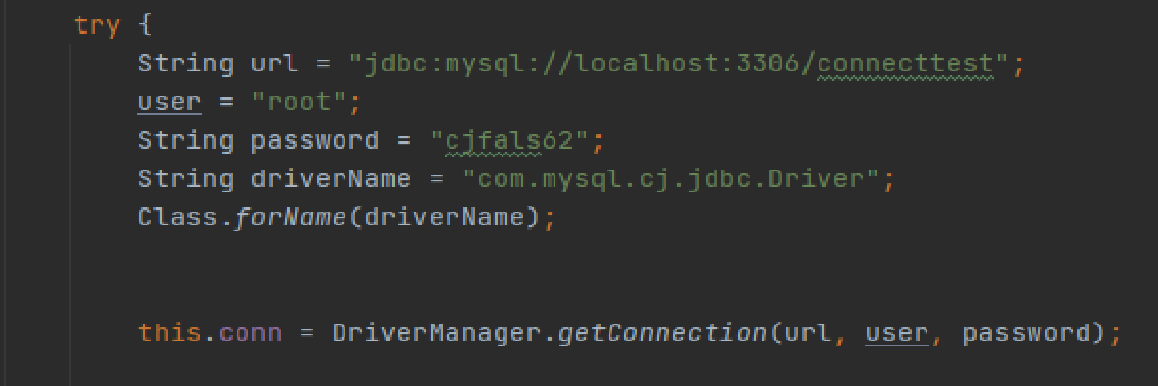 try {
String url = "jdbc:mysql://localhost:3306/connecttest";
user = "root";
String password = "cjfals62";
String driverName = "com.mysql.cj.jdbc.Driver";
Class.forName(driverName);
this.conn = DriverManager.getConnection(url, user, password);